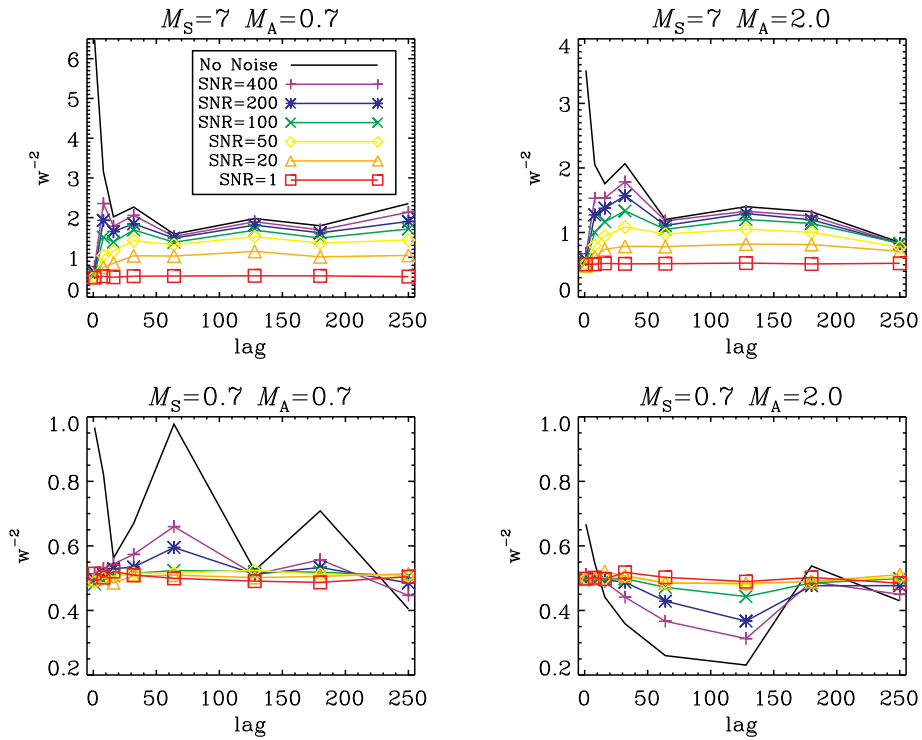 M_S=7 M_A=0.7
6
5
4
3
2
1
0
w⁻²
No Noise
SNR=400
SNR=200
SNR=100
SNR=50
SNR=20
SNR=1
0 50 100 150 200 250
lag
M_S=7 M_A=2.0
4
3
2
1
0
w⁻²
0 50 100 150 200 250
lag
M_S=0.7 M_A=0.7
1.0
0.8
0.6
0.4
0.2
w⁻²
0 50 100 150 200 250
lag
M_S=0.7 M_A=2.0
1.0
0.8
0.6
0.4
0.2
w⁻²
0 50 100 150 200 250
lag